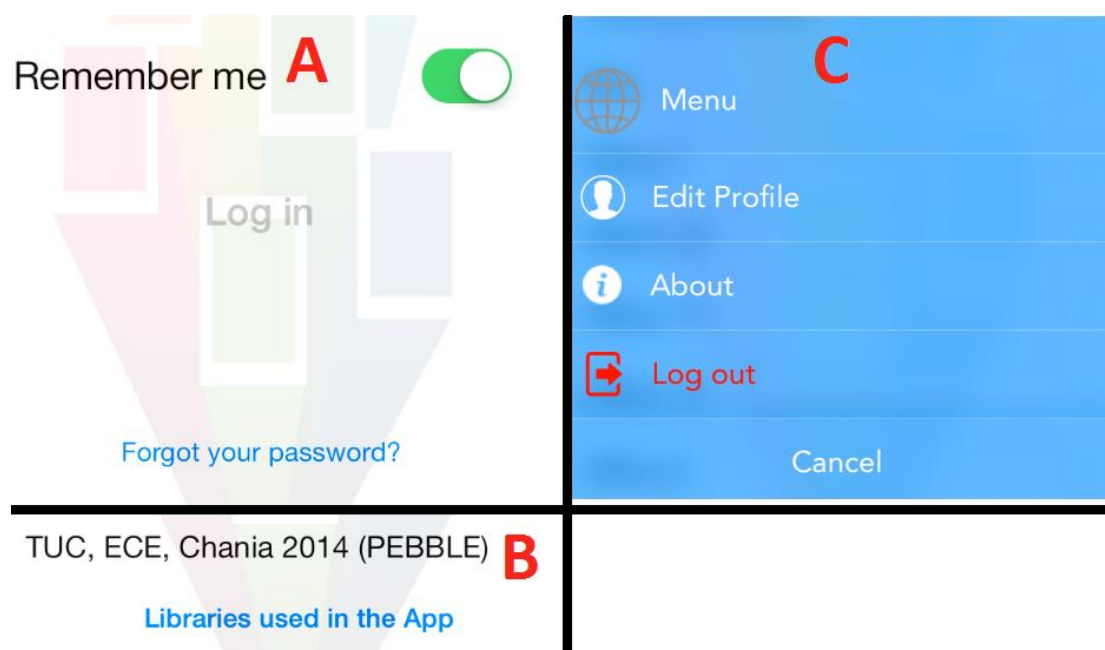 Remember me A
Log in
Forgot your password?
TUC, ECE, Chania 2014 (PEBBLE) B
Libraries used in the App
C
Menu
Edit Profile
i About
Log out
Cancel